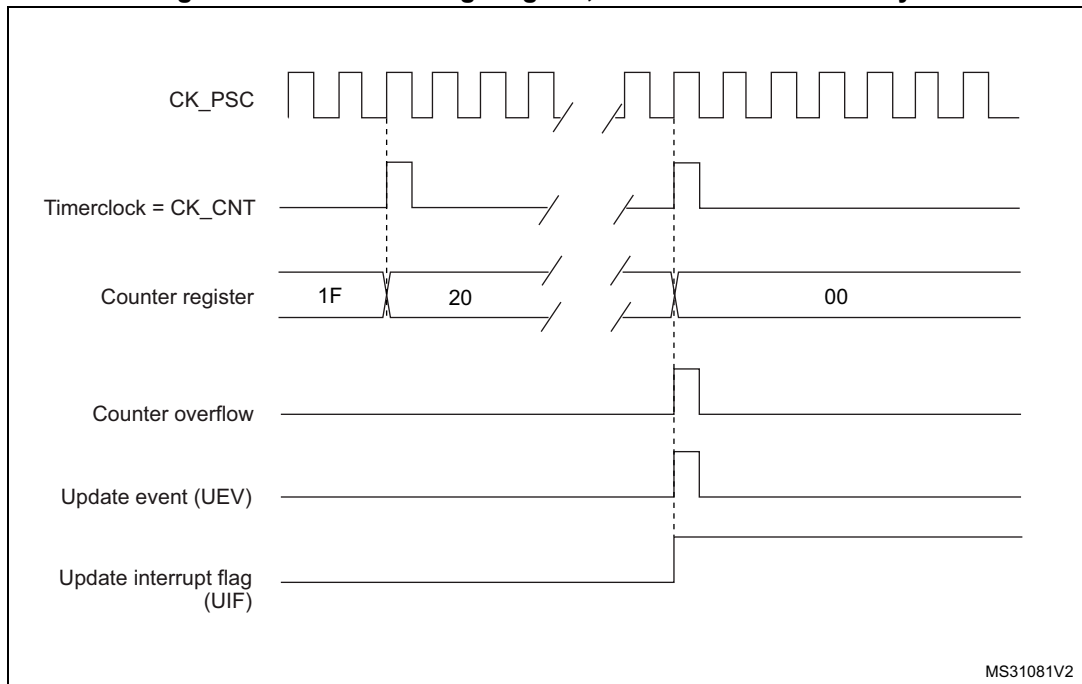 CK_PSC
Timerclock = CK_CNT
Counter register
1F
20
00
Counter overflow
Update event (UEV)
Update interrupt flag
(UIF)
MS31081V2